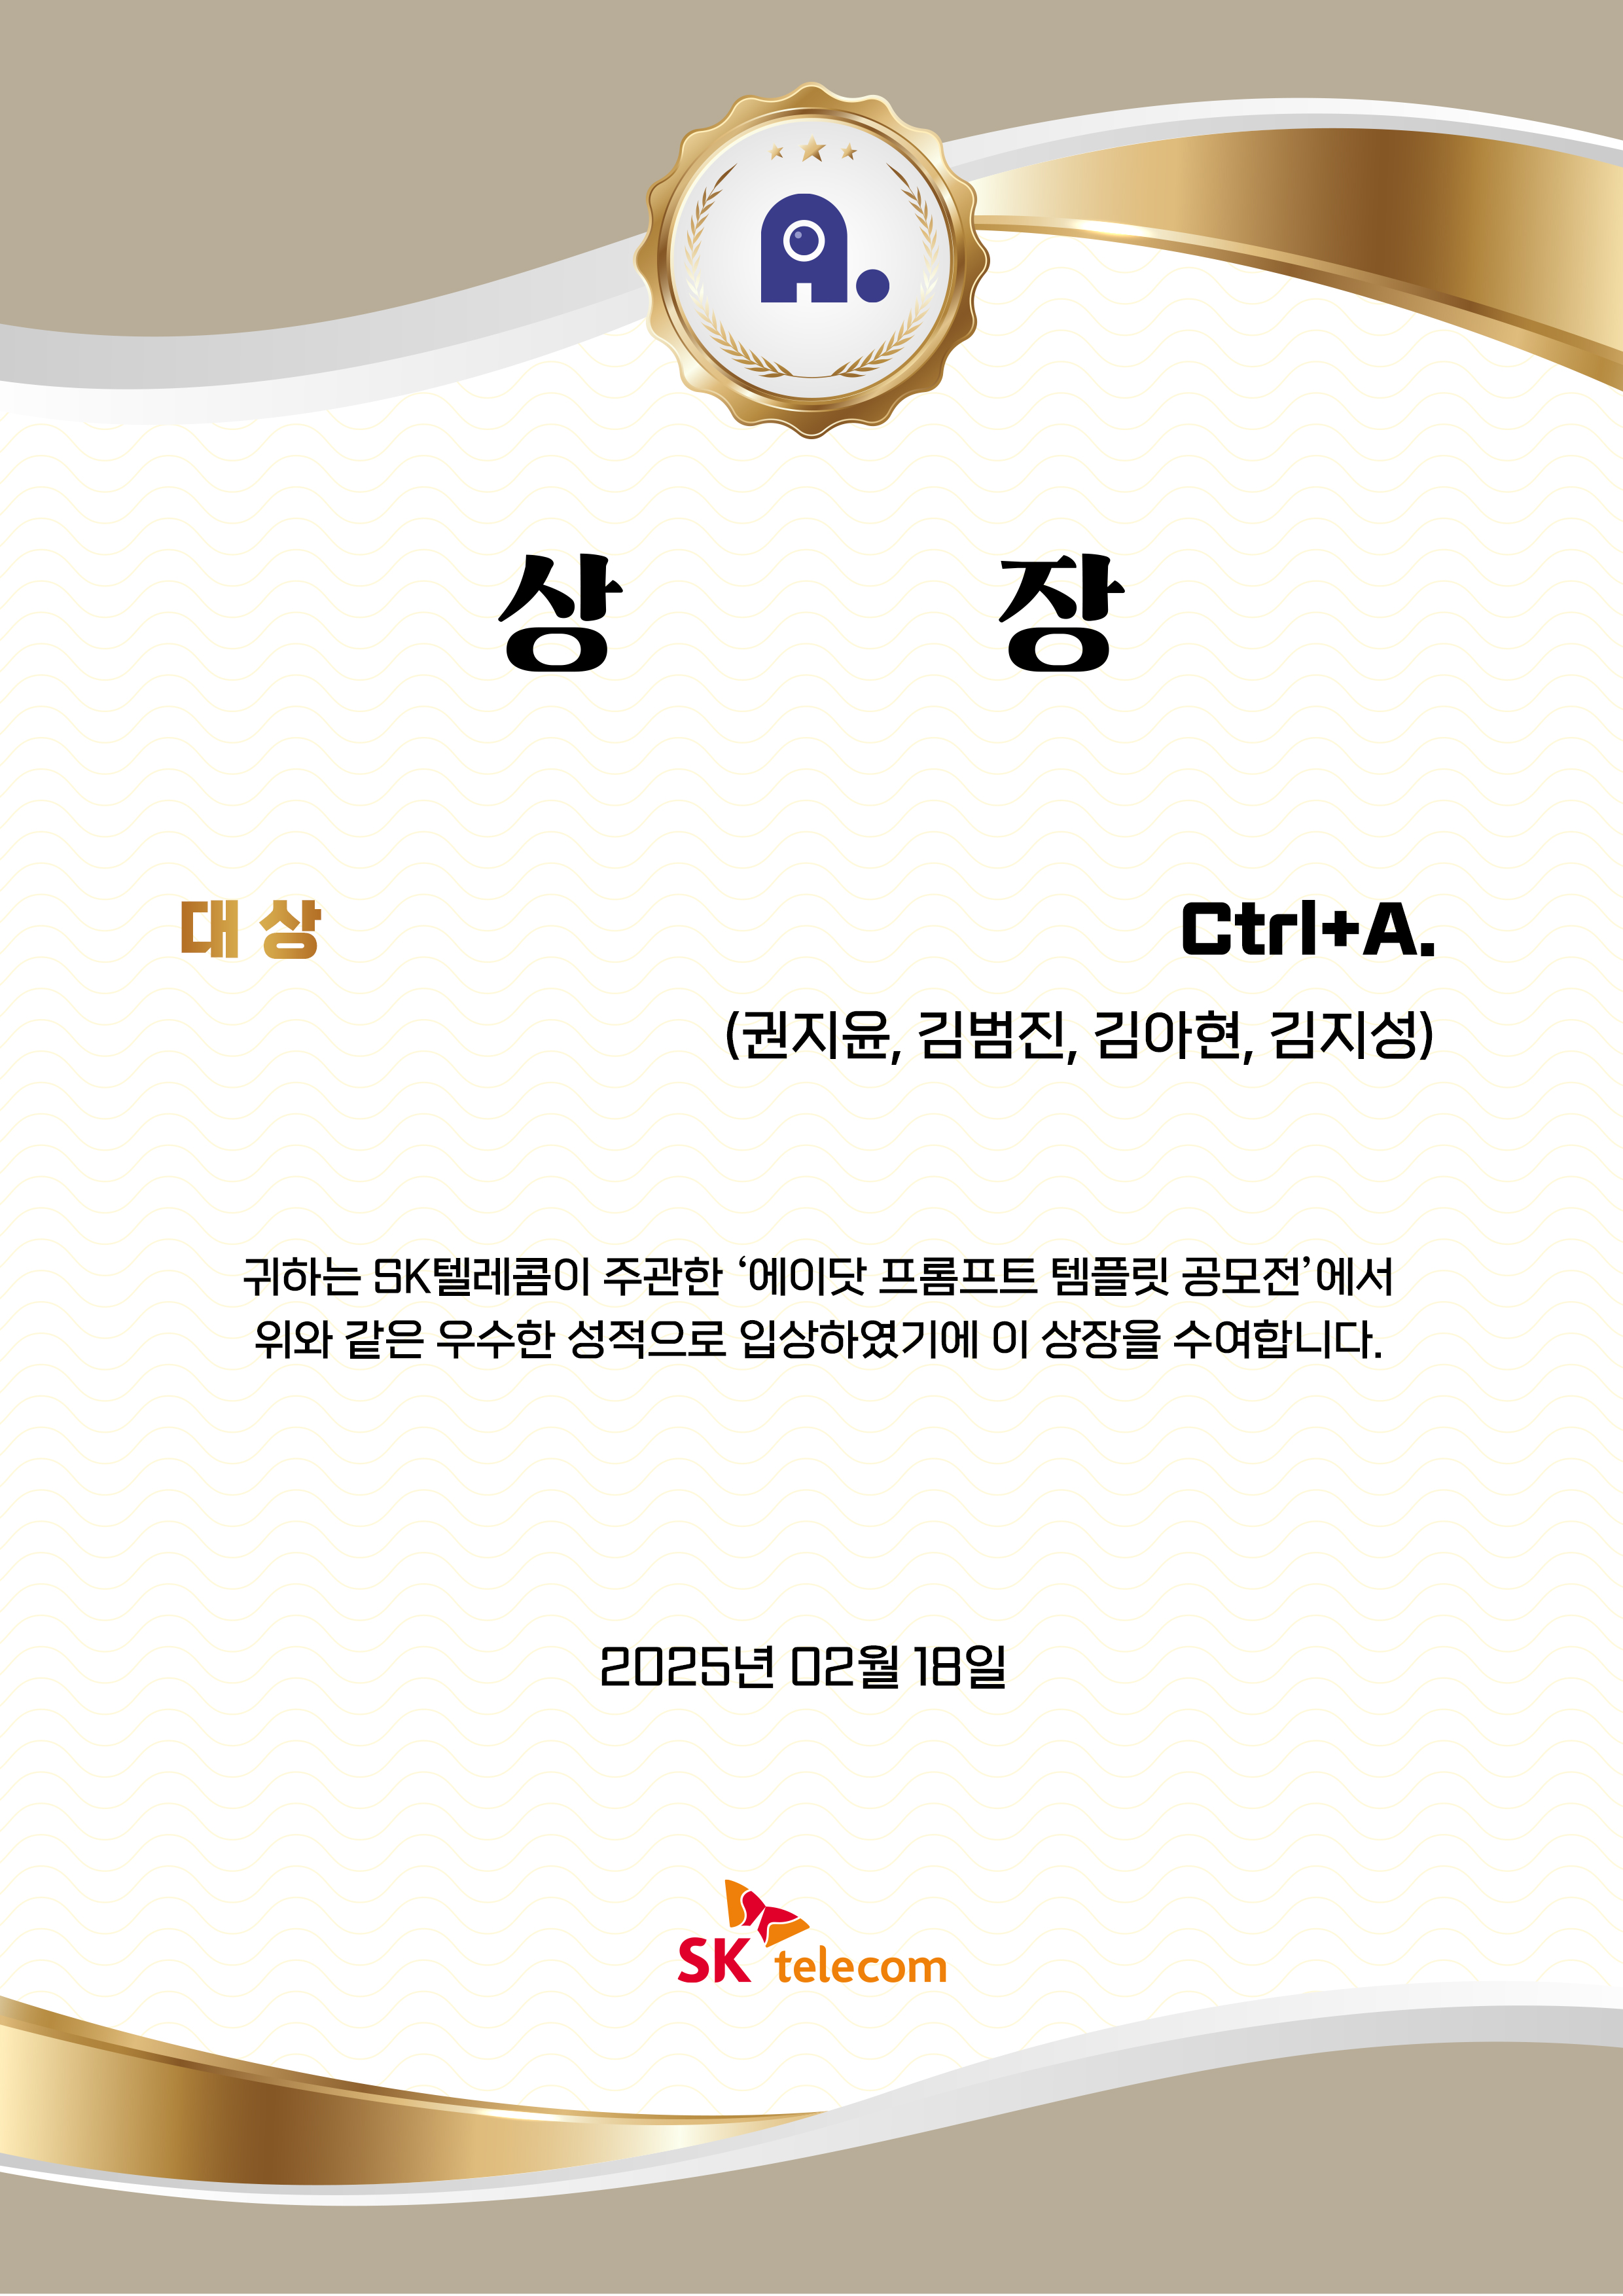 A.
상 장
대 상
Ctrl+A.
(권지윤, 김범진, 김아현, 김지성)
귀하는 SK텔레콤이 주관한 ‘에이닷 프롬프트 템플릿 공모전’에서
위와 같은 우수한 성적으로 입상하였기에 이 상장을 수여합니다.
2025년 02월 18일
SK telecom